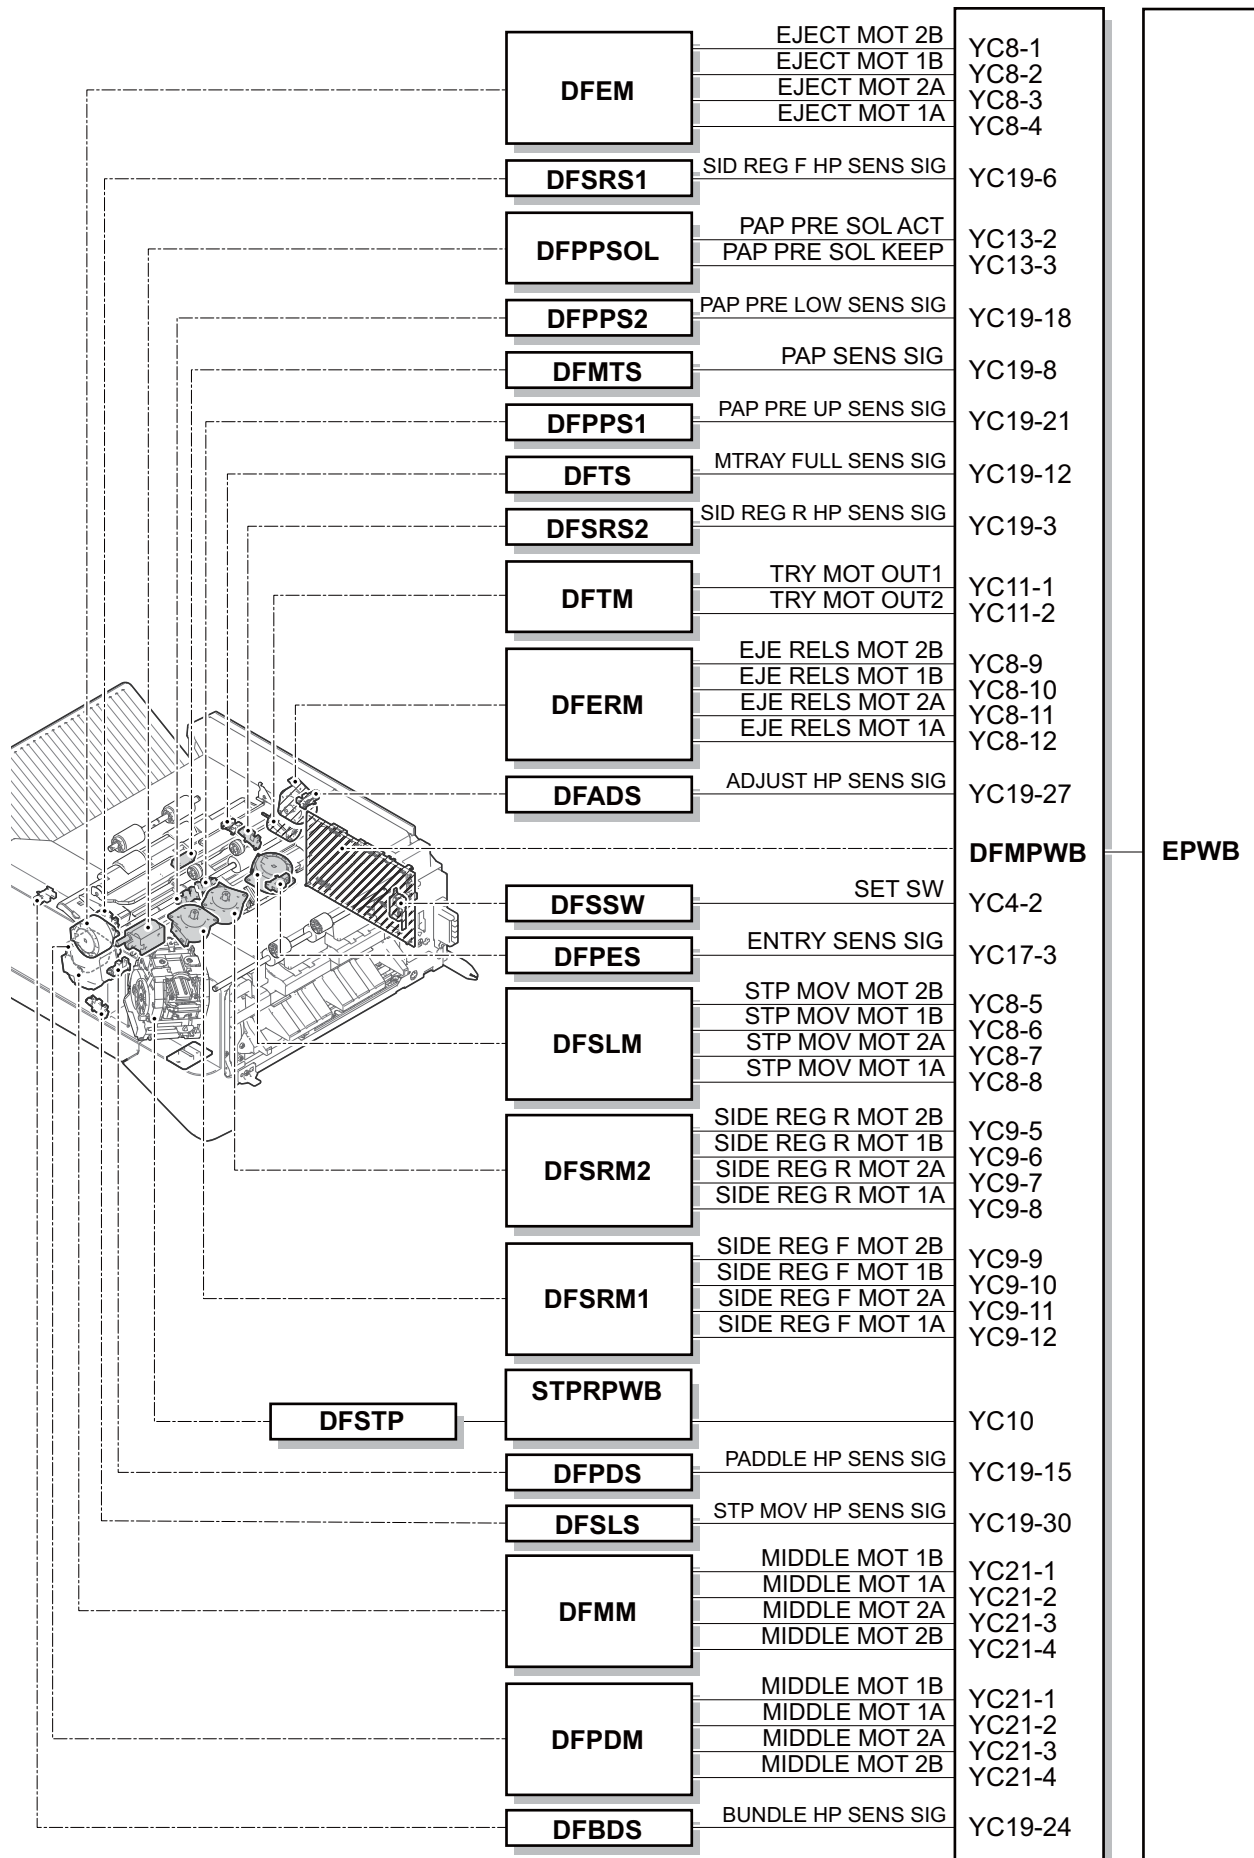 DFEM
EJECT MOT 2B YC8-1
EJECT MOT 1B YC8-2
EJECT MOT 2A YC8-3
EJECT MOT 1A YC8-4
DFSRS1 SID REG F HP SENS SIG YC19-6
DFPPSOL
PAP PRE SOL ACT YC13-2
PAP PRE SOL KEEP YC13-3
DFPPS2 PAP PRE LOW SENS SIG YC19-18
DFMTS PAP SENS SIG YC19-8
DFPPS1 PAP PRE UP SENS SIG YC19-21
DFTS MTRAY FULL SENS SIG YC19-12
DFSRS2 SID REG R HP SENS SIG YC19-3
DFTM
TRY MOT OUT1 YC11-1
TRY MOT OUT2 YC11-2
DFERM
EJE RELS MOT 2B YC8-9
EJE RELS MOT 1B YC8-10
EJE RELS MOT 2A YC8-11
EJE RELS MOT 1A YC8-12
DFADS ADJUST HP SENS SIG YC19-27
DFMPWB EPWB
DFSSW SET SW YC4-2
DFPES ENTRY SENS SIG YC17-3
DFSLM
STP MOV MOT 2B YC8-5
STP MOV MOT 1B YC8-6
STP MOV MOT 2A YC8-7
STP MOV MOT 1A YC8-8
DFSRM2
SIDE REG R MOT 2B YC9-5
SIDE REG R MOT 1B YC9-6
SIDE REG R MOT 2A YC9-7
SIDE REG R MOT 1A YC9-8
DFSRM1
SIDE REG F MOT 2B YC9-9
SIDE REG F MOT 1B YC9-10
SIDE REG F MOT 2A YC9-11
SIDE REG F MOT 1A YC9-12
STPRPWB
DFSTP YC10
DFPDS PADDLE HP SENS SIG YC19-15
DFSLS STP MOV HP SENS SIG YC19-30
DFMM
MIDDLE MOT 1B YC21-1
MIDDLE MOT 1A YC21-2
MIDDLE MOT 2A YC21-3
MIDDLE MOT 2B YC21-4
DFPDM
MIDDLE MOT 1B YC21-1
MIDDLE MOT 1A YC21-2
MIDDLE MOT 2A YC21-3
MIDDLE MOT 2B YC21-4
DFBDS BUNDLE HP SENS SIG YC19-24